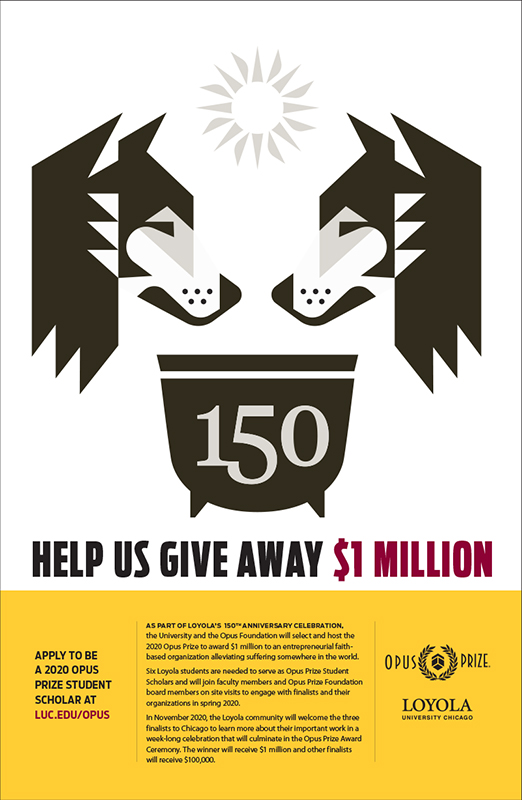 150
HELP US GIVE AWAY $1 MILLION
APPLY TO BE
A 2020 OPUS
PRIZE STUDENT
SCHOLAR AT
LUC.EDU/OPUS
AS PART OF LOYOLA'S 150TH ANNIVERSARY CELEBRATION,
the University and the Opus Foundation will select and host the
2020 Opus Prize to award $1 million to an entrepreneurial faith-
based organization alleviating suffering somewhere in the world.
Six Loyola students are needed to serve as Opus Prize Student
Scholars and will join faculty members and Opus Prize Foundation
board members on site visits to engage with finalists and their
organizations in spring 2020.
In November 2020, the Loyola community will welcome the three
finalists to Chicago to learn more about their important work in a
week-long celebration that will culminate in the Opus Prize Award
Ceremony. The winner will receive $1 million and other finalists
will receive $100,000.
OPUS PRIZE.
LOYOLA
UNIVERSITY CHICAGO